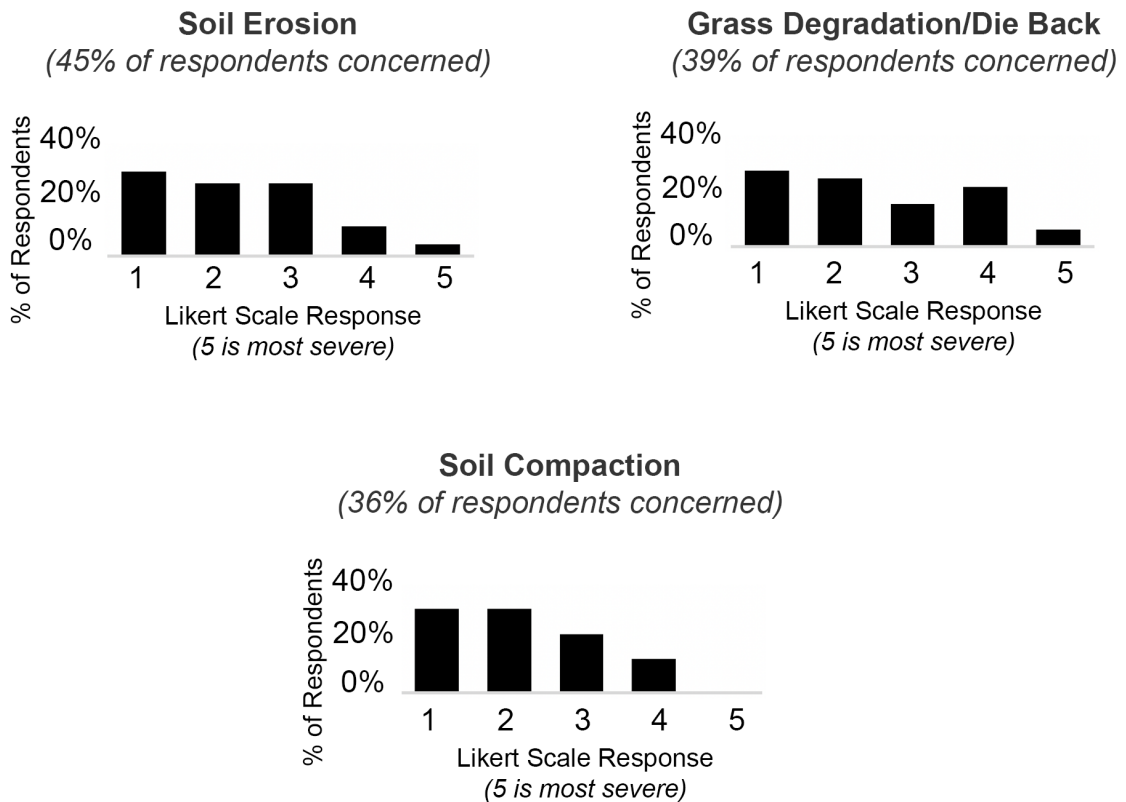 Soil Erosion
(45% of respondents concerned)
% of Respondents
40%
20%
0%
1 2 3 4 5
Likert Scale Response
(5 is most severe)
Grass Degradation/Die Back
(39% of respondents concerned)
% of Respondents
40%
20%
0%
1 2 3 4 5
Likert Scale Response
(5 is most severe)
Soil Compaction
(36% of respondents concerned)
% of Respondents
40%
20%
0%
1 2 3 4 5
Likert Scale Response
(5 is most severe)